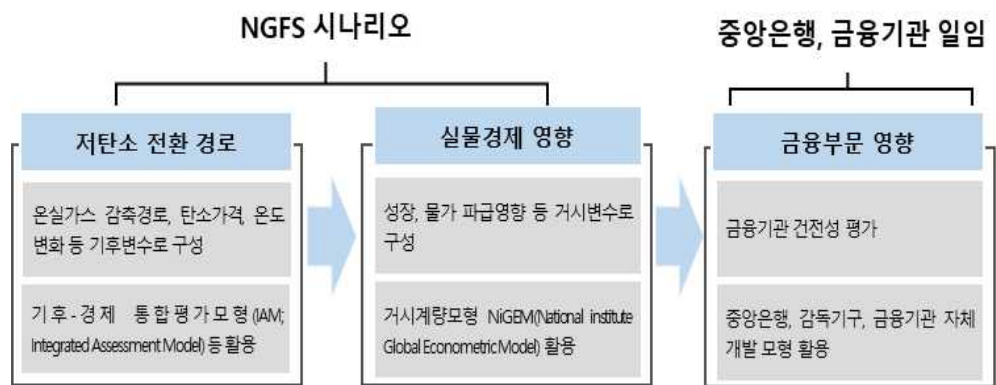 NGFS 시나리오
중앙은행, 금융기관 일임
저탄소 전환 경로
온실가스 감축경로, 탄소가격, 온도
변화 등 기후변수로 구성
기후-경제 통합평가모형(IAM;
Integrated Assessment Model) 등 활용
실물경제 영향
성장, 물가 파급영향 등 거시변수로
구성
거시계량모형 NiGEM(National institute
Global Econometric Model) 활용
금융부문 영향
금융기관 건전성 평가
중앙은행, 감독기구, 금융기관 자체
개발 모형 활용